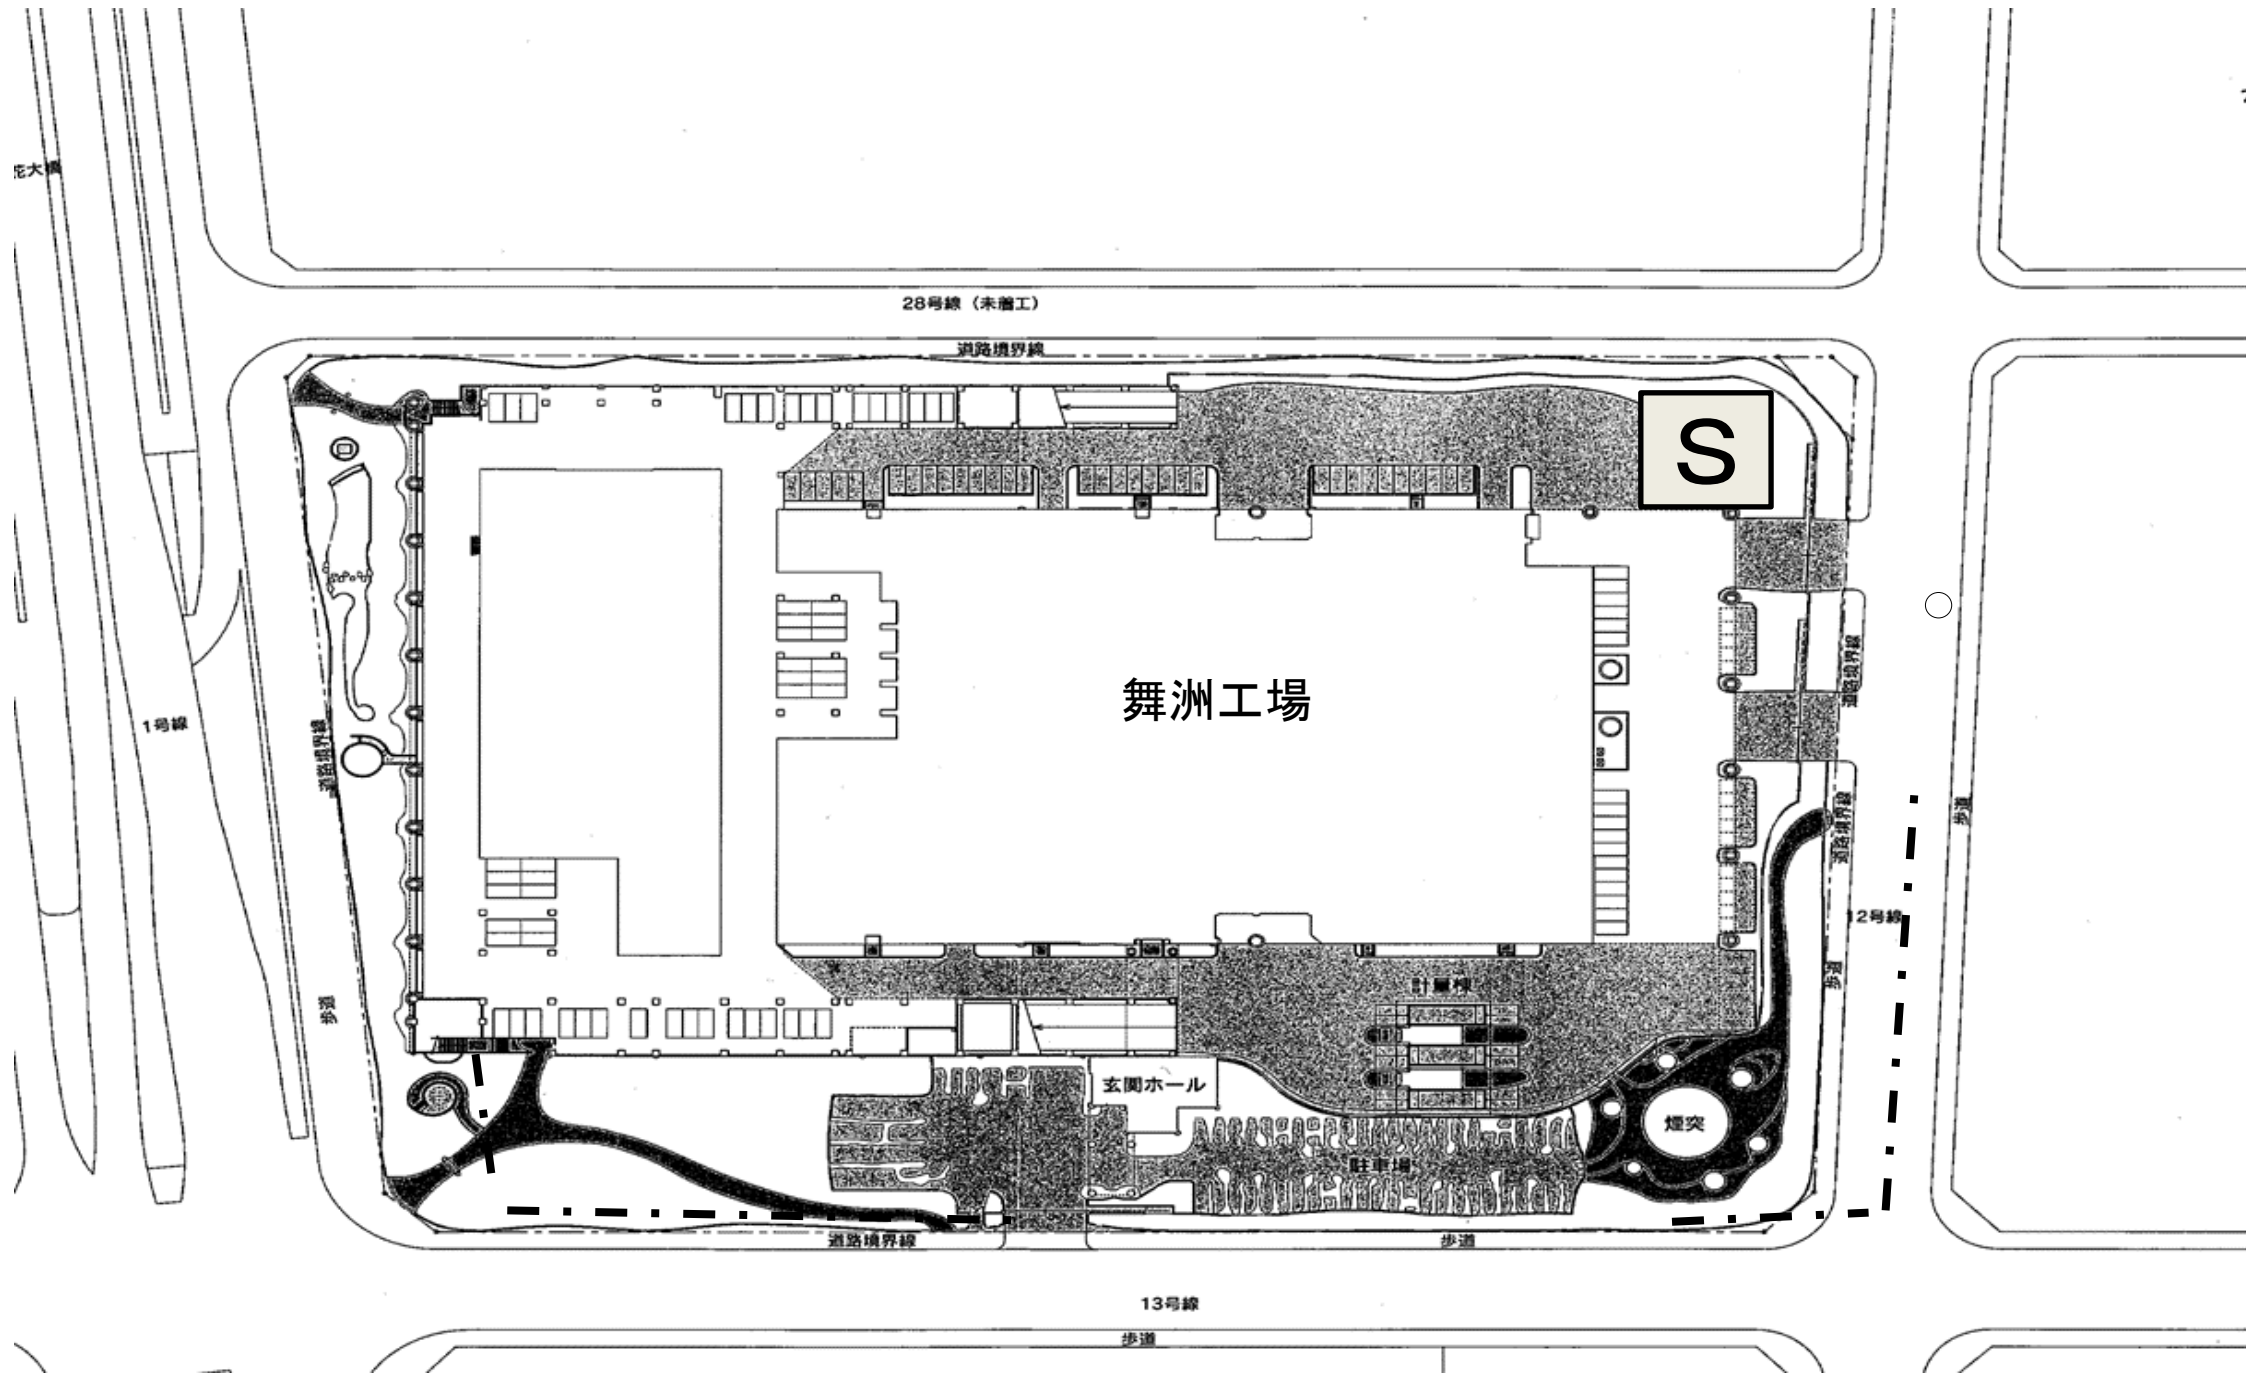 花大橋
28号線（未着工）
道路境界線
S
舞洲工場
1号線
道路境界線
道路境界線
道路境界線
歩道
12号線
歩道
歩道
計量棟
玄関ホール
煙突
駐車場
道路境界線
歩道
13号線
歩道